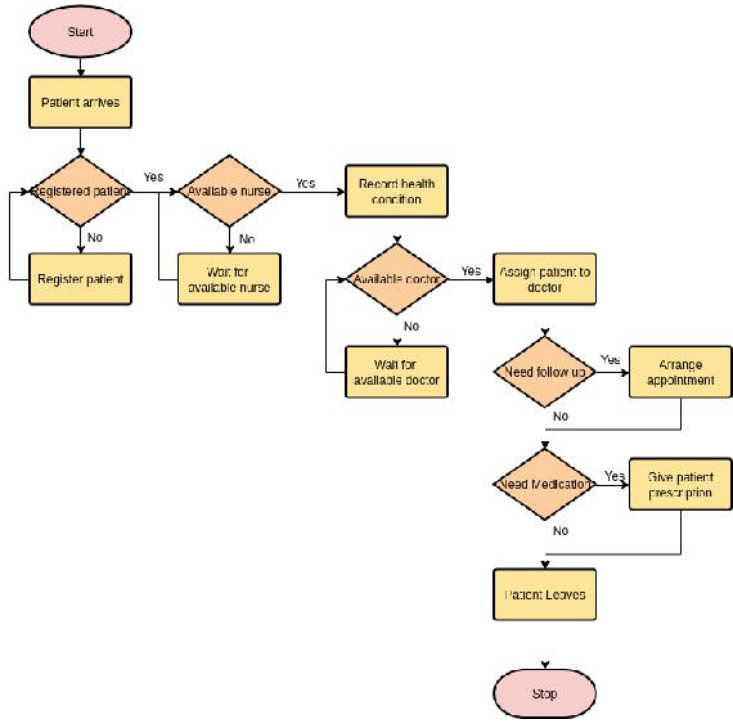 Start
Patient arrives
Registered patient
Yes
Available nurse
Yes
Record health
condition
No
No
Register patient
Wait for
available nurse
Available doctor
Yes
Assign patient to
doctor
No
Wait for
available doctor
Need follow up
Yes
Arrange
appointment
No
Need Medication
Yes
Give patient
prescription
No
Patient Leaves
Stop